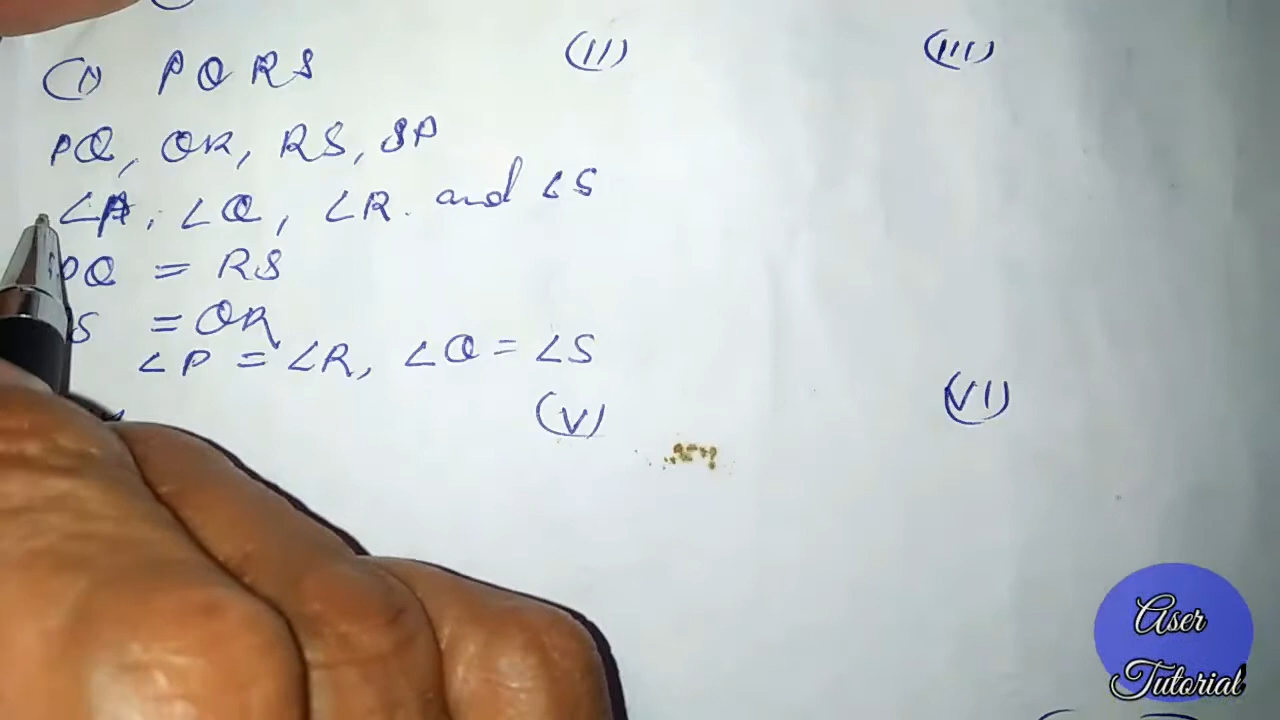 (I) PQRS (II) (III)
PQ, QR, RS, SP
∠P, ∠Q, ∠R and ∠S
PQ = RS
S = QR
∠P = ∠R, ∠Q = ∠S
(V) (VI)
Aser
Tutorial